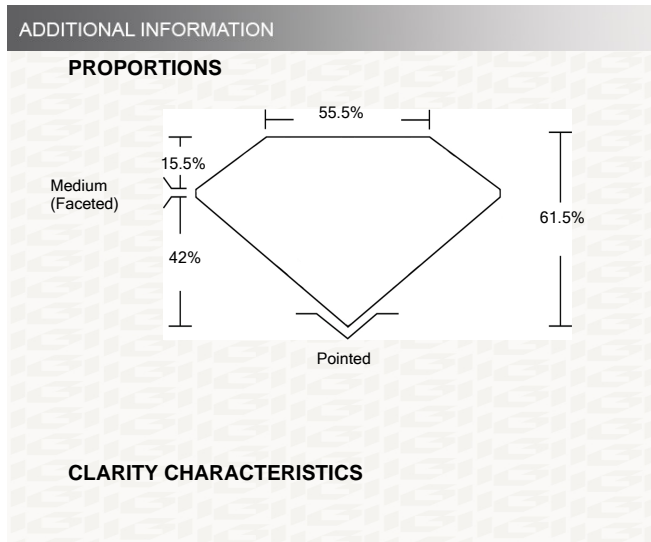 ADDITIONAL INFORMATION
PROPORTIONS
55.5%
15.5%
Medium
(Faceted)
61.5%
42%
Pointed
CLARITY CHARACTERISTICS